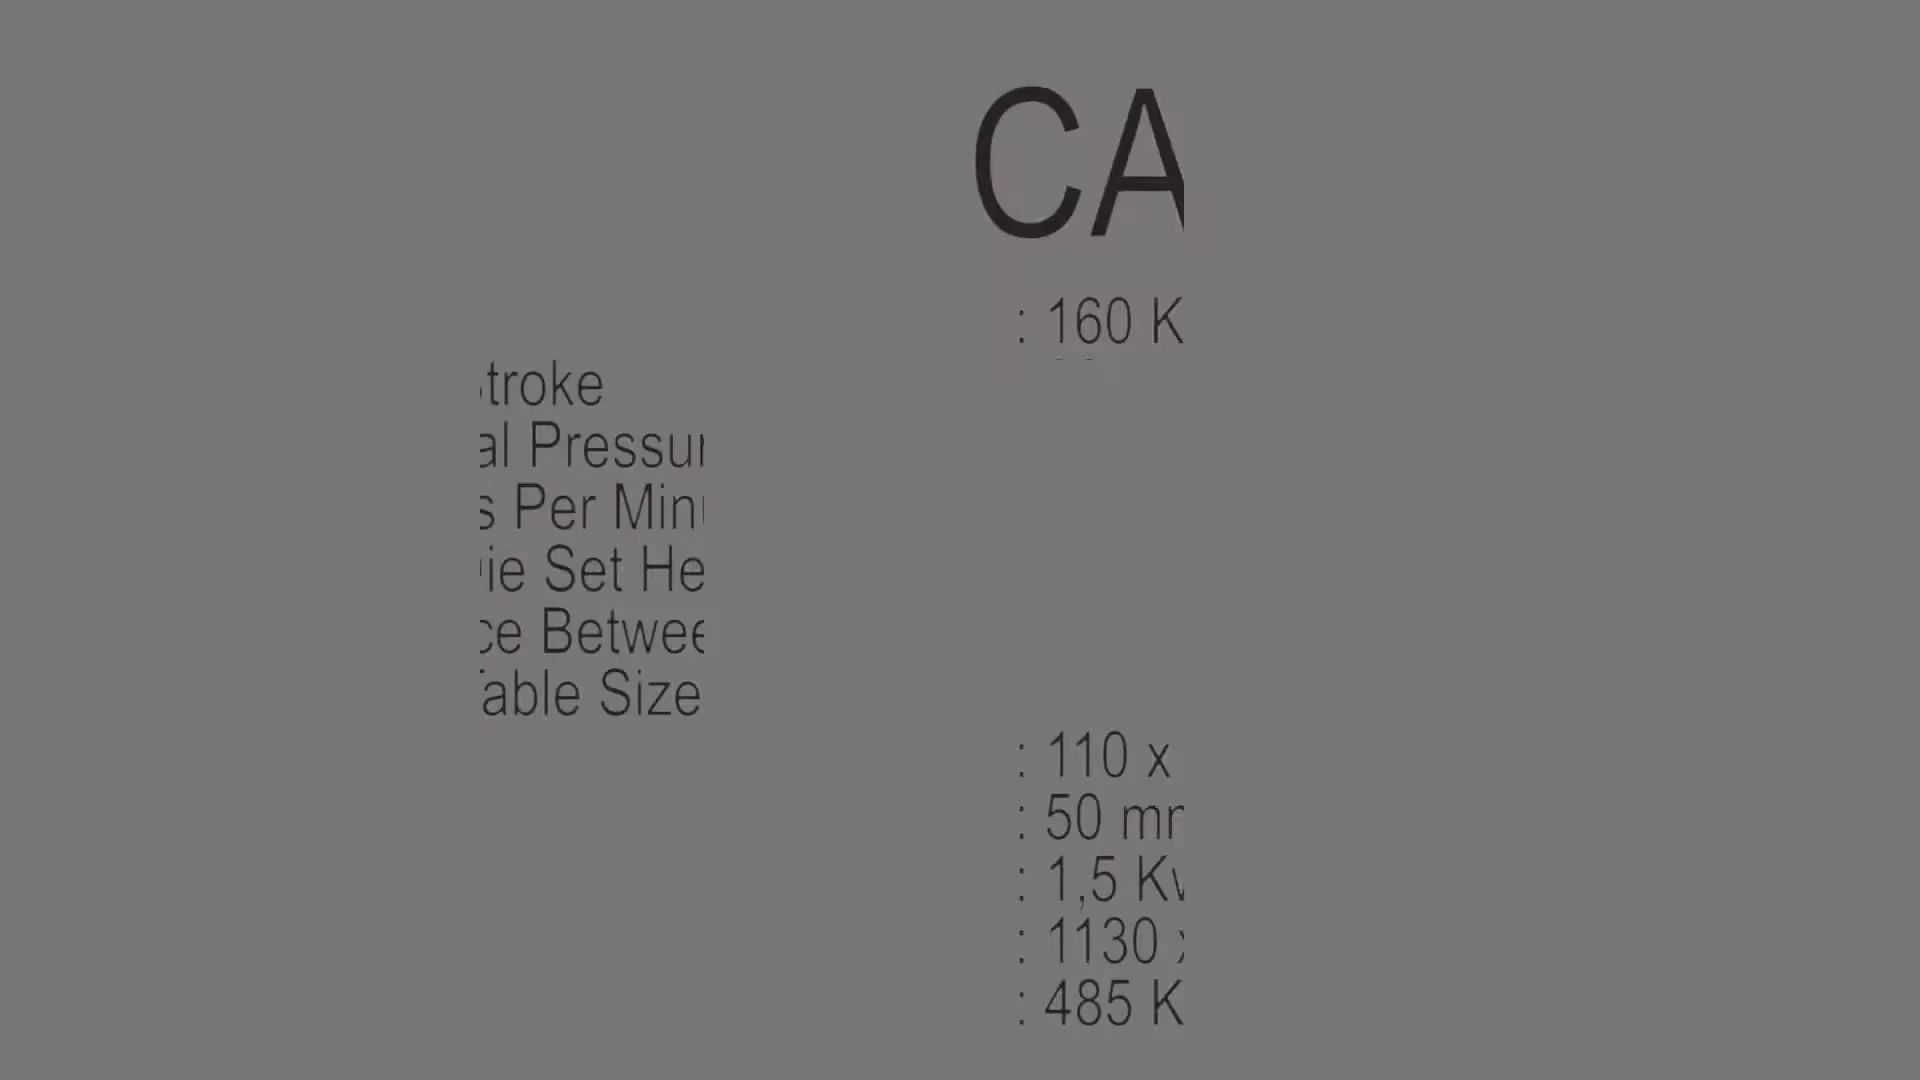 CA
: 160 K
troke
al Pressur
s Per Min
ie Set He
ce Betwee
able Size
: 110 x
: 50 mm
: 1,5 Kw
: 1130 x
: 485 K